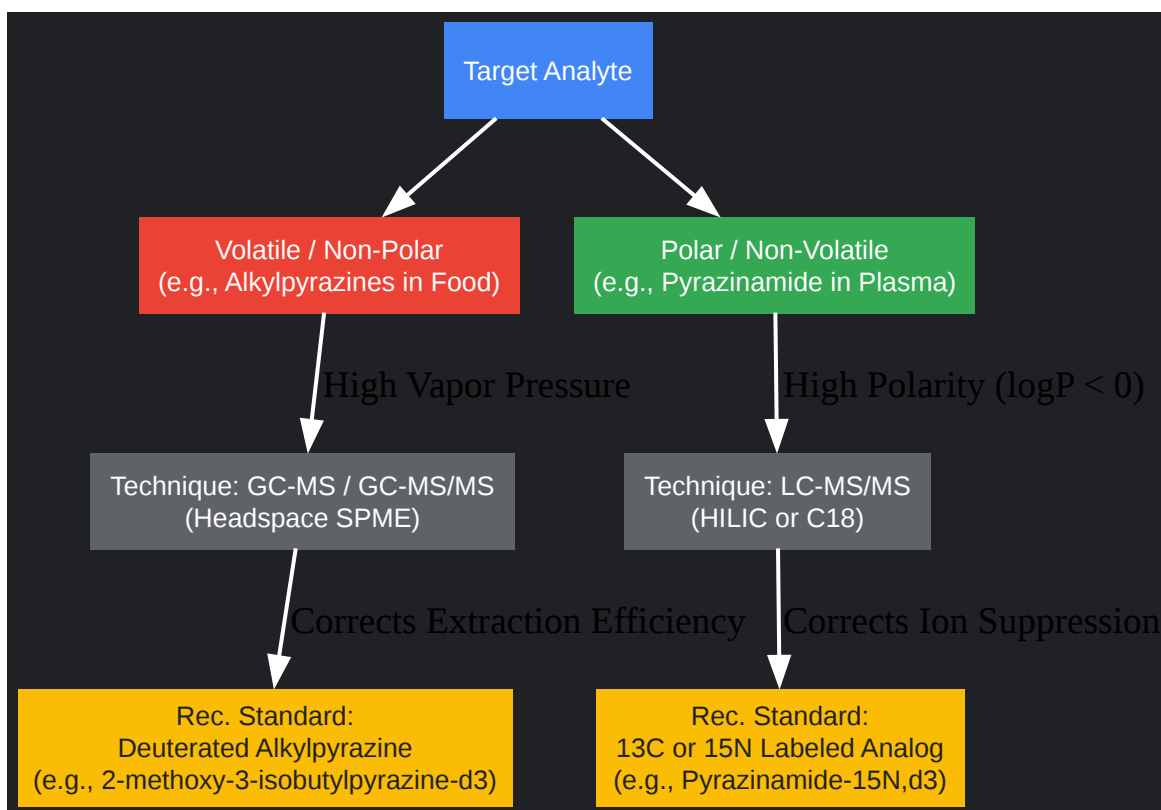 Target Analyte
Volatile / Non-Polar
(e.g., Alkylpyrazines in Food)
Polar / Non-Volatile
(e.g., Pyrazinamide in Plasma)
High Vapor Pressure
High Polarity (logP < 0)
Technique: GC-MS / GC-MS/MS
(Headspace SPME)
Technique: LC-MS/MS
(HILIC or C18)
Corrects Extraction Efficiency
Corrects Ion Suppression
Rec. Standard:
Deuterated Alkylpyrazine
(e.g., 2-methoxy-3-isobutylpyrazine-d3)
Rec. Standard:
13C or 15N Labeled Analog
(e.g., Pyrazinamide-15N,d3)